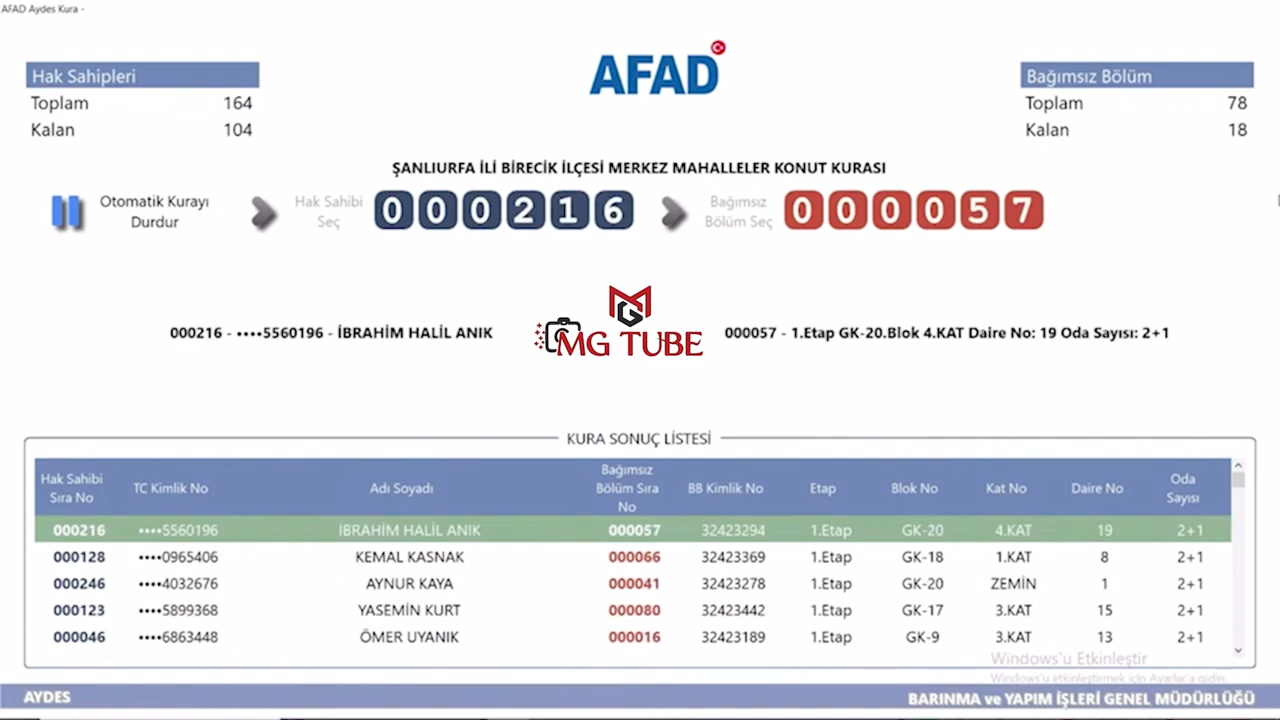 AFAD Aydes Kura -
AFAD
Hak Sahipleri
Toplam 164
Kalan 104
Bağımsız Bölüm
Toplam 78
Kalan 18
ŞANLIURFA İLİ BİRECİK İLÇESİ MERKEZ MAHALLELER KONUT KURASI
Otomatik Kurayı
Durdur
Hak Sahibi
Seç
000216
Bağımsız
Bölüm Seç
000057
000216 - ••••5560196 - İBRAHİM HALİL ANIK
MG TUBE
000057 - 1.Etap GK-20.Blok 4.KAT Daire No: 19 Oda Sayısı: 2+1
KURA SONUÇ LİSTESİ
Hak Sahibi
Sıra No
TC Kimlik No
Adı Soyadı
Bağımsız
Bölüm Sıra
No
BB Kimlik No
Etap
Blok No
Kat No
Daire No
Oda
Sayısı
000216 ••••5560196 İBRAHİM HALİL ANIK 000057 32423294 1.Etap GK-20 4.KAT 19 2+1
000128 ••••0965406 KEMAL KASNAK 000066 32423369 1.Etap GK-18 1.KAT 8 2+1
000246 ••••4032676 AYNUR KAYA 000041 32423278 1.Etap GK-20 ZEMİN 1 2+1
000123 ••••5899368 YASEMİN KURT 000080 32423442 1.Etap GK-17 3.KAT 15 2+1
000046 ••••6863448 ÖMER UYANIK 000016 32423189 1.Etap GK-9 3.KAT 13 2+1
Windows'u Etkinleştir
Windows'u etkinleştirmek için Ayarlar'a gidin.
AYDES
BARINMA ve YAPIM İŞLERİ GENEL MÜDÜRLÜĞÜ